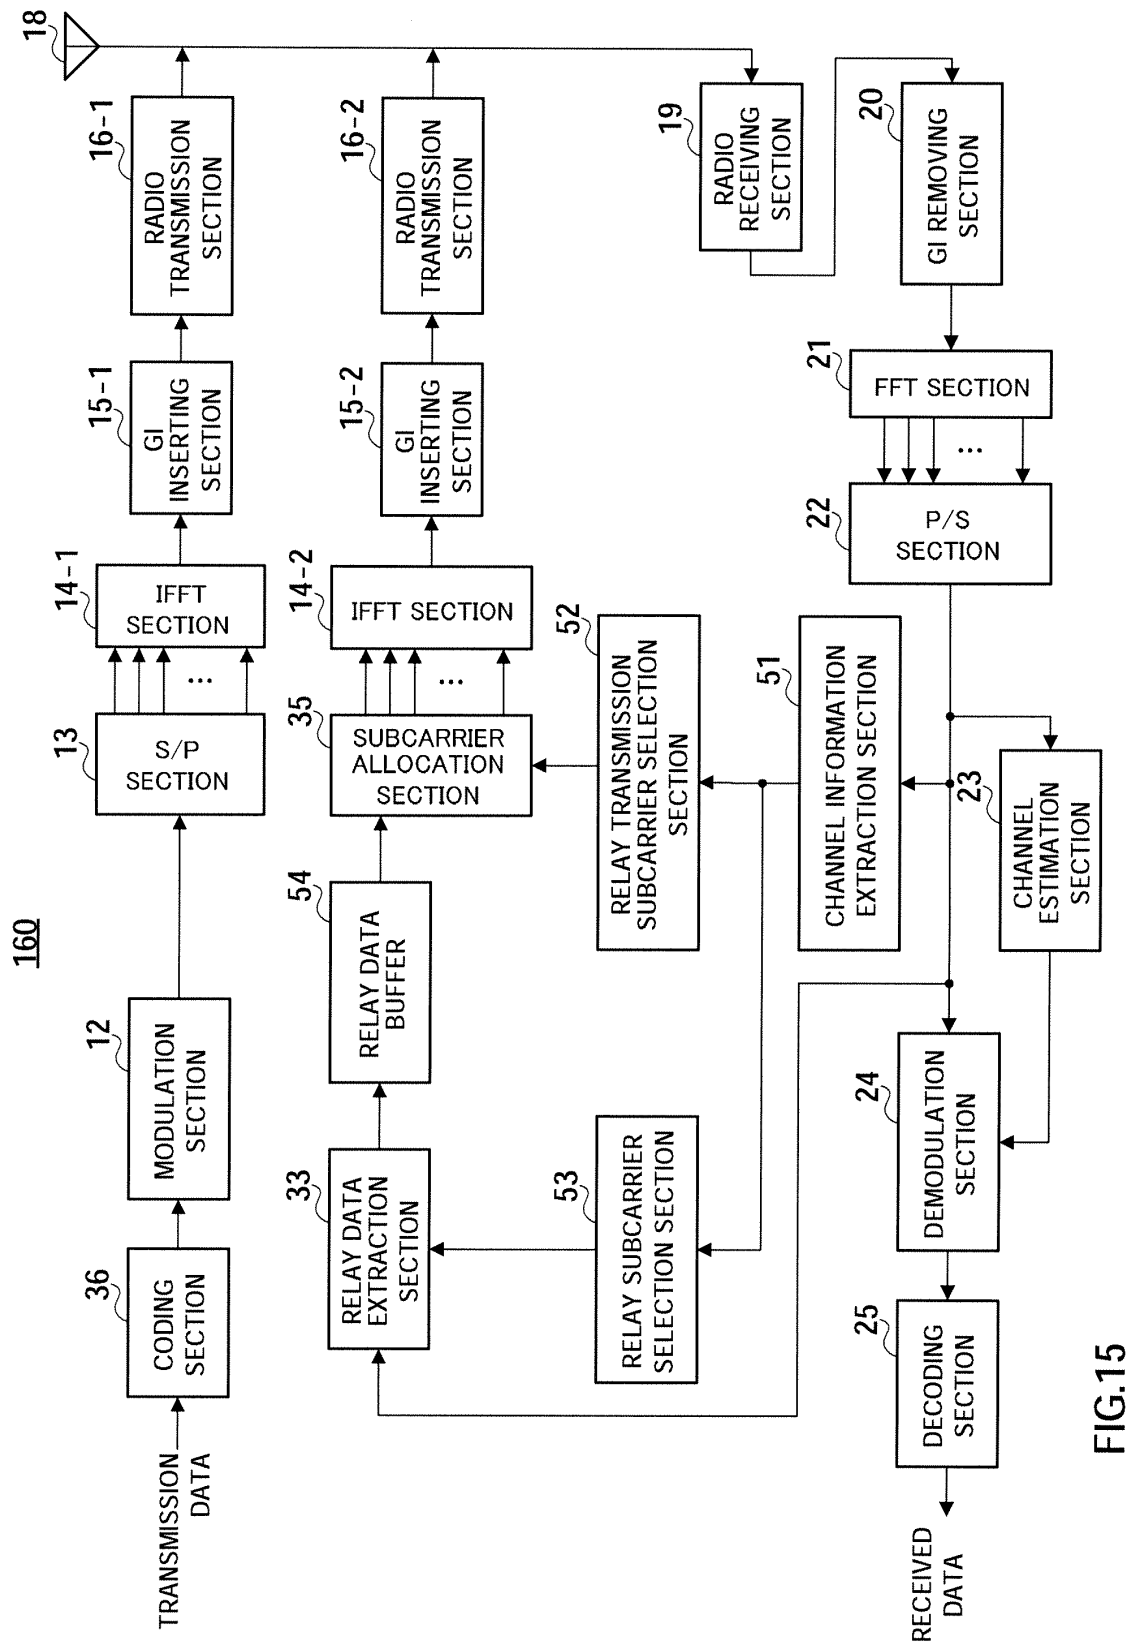 160
TRANSMISSION
DATA
36
CODING
SECTION
12
MODULATION
SECTION
13
S/P
SECTION
...
14-1
IFFT
SECTION
15-1
GI
INSERTING
SECTION
16-1
RADIO
TRANSMISSION
SECTION
18
33
RELAY DATA
EXTRACTION
SECTION
54
RELAY DATA
BUFFER
35
SUBCARRIER
ALLOCATION
SECTION
...
14-2
IFFT SECTION
15-2
GI
INSERTING
SECTION
16-2
RADIO
TRANSMISSION
SECTION
53
RELAY SUBCARRIER
SELECTION SECTION
52
RELAY TRANSMISSION
SUBCARRIER SELECTION
SECTION
19
RADIO
RECEIVING
SECTION
51
CHANNEL INFORMATION
EXTRACTION SECTION
RECEIVED
DATA
25
DECODING
SECTION
24
DEMODULATION
SECTION
23
CHANNEL
ESTIMATION
SECTION
22
P/S
SECTION
...
21
FFT SECTION
20
GI REMOVING
SECTION
FIG.15